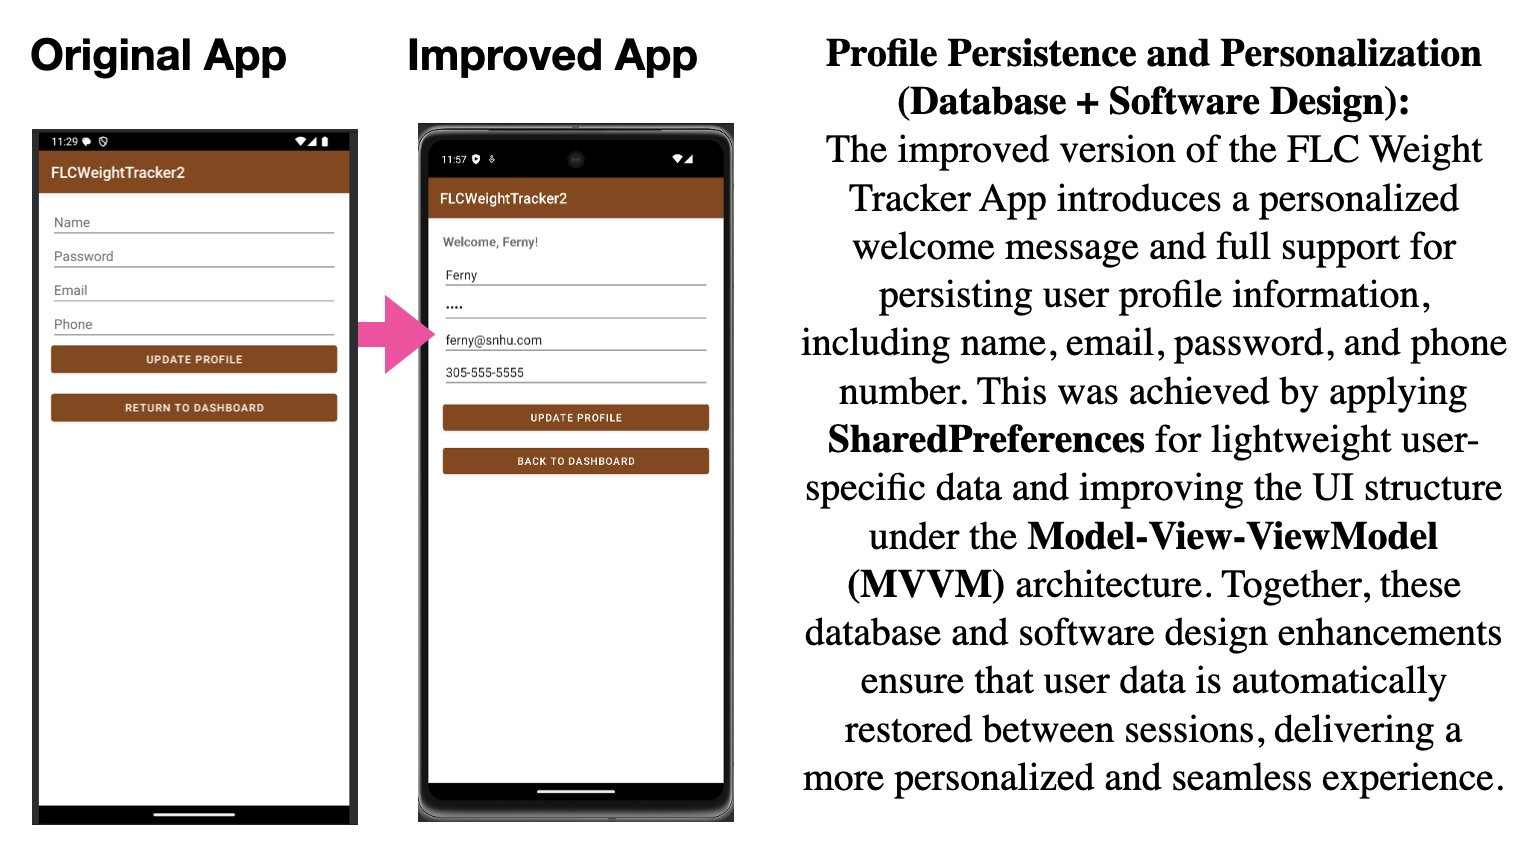 Original App
Improved App
11:29
FLCWeightTracker2
Name
Password
Email
Phone
UPDATE PROFILE
RETURN TO DASHBOARD
11:57
FLCWeightTracker2
Welcome, Ferny!
Ferny
••••
ferny@snhu.com
305-555-5555
UPDATE PROFILE
BACK TO DASHBOARD
Profile Persistence and Personalization
(Database + Software Design):
The improved version of the FLC Weight
Tracker App introduces a personalized
welcome message and full support for
persisting user profile information,
including name, email, password, and phone
number. This was achieved by applying
SharedPreferences for lightweight user-
specific data and improving the UI structure
under the Model-View-ViewModel
(MVVM) architecture. Together, these
database and software design enhancements
ensure that user data is automatically
restored between sessions, delivering a
more personalized and seamless experience.